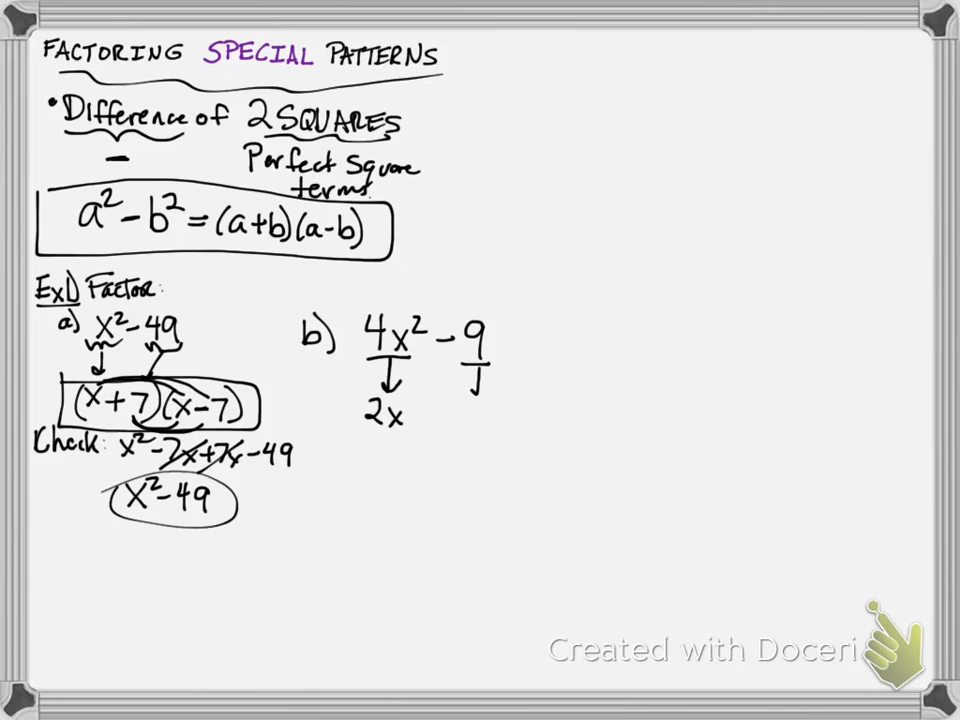 FACTORING SPECIAL PATTERNS
• Difference of 2 SQUARES
− Perfect Square
terms.
a² − b² = (a+b)(a−b)
Ex1) Factor:
a) x² − 49
(x + 7)(x − 7)
Check: x² − 7x + 7x − 49
x² − 49
b) 4x² − 9
2x
Created with Doceri